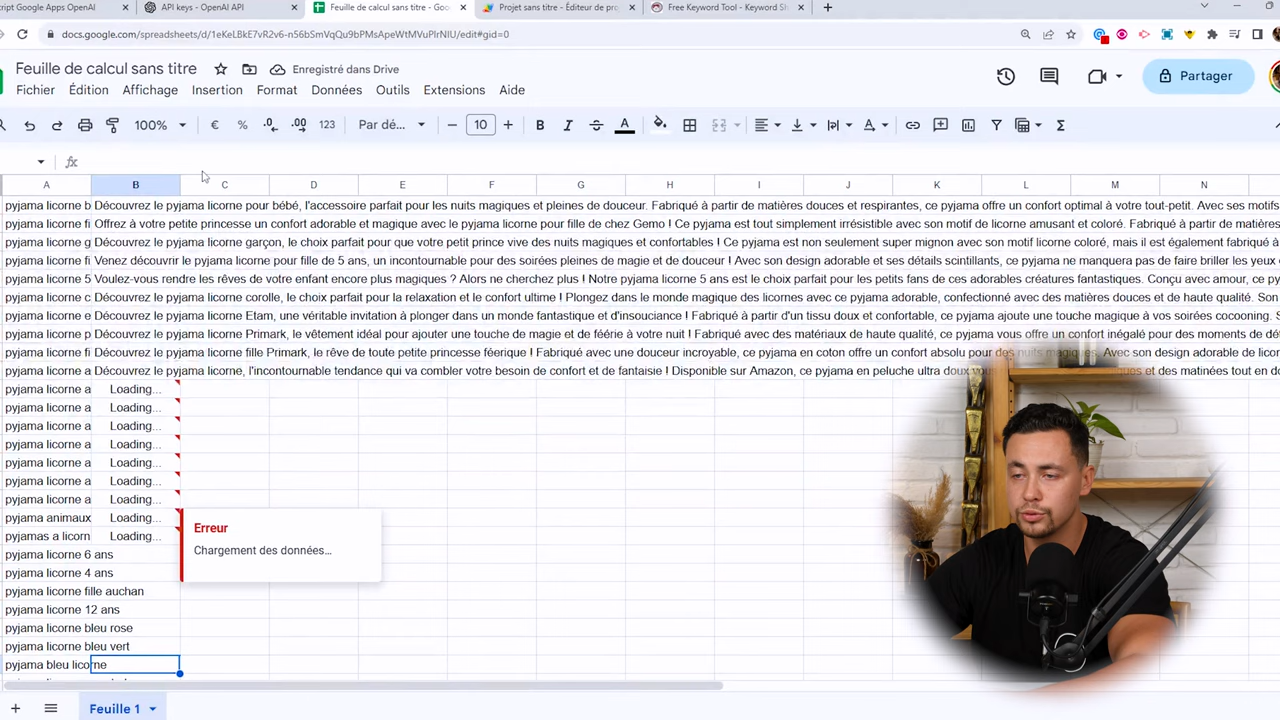 cript Google Apps OpenAI
API keys - OpenAI API
Feuille de calcul sans titre - Goo
Projet sans titre - Éditeur de pro
Free Keyword Tool - Keyword Sh
docs.google.com/spreadsheets/d/1eKeLBkE7vR2v6-n56bSmVqQu9bPMsApeWtMVuPIrNIU/edit#gid=0
Feuille de calcul sans titre
Enregistré dans Drive
Partager
Fichier Édition Affichage Insertion Format Données Outils Extensions Aide
100% € % .0 .00 123 Par dé... 10 B I A
fx
A B C D E F G H I J K L M N
pyjama licorne b Découvrez le pyjama licorne pour bébé, l'accessoire parfait pour les nuits magiques et pleines de douceur. Fabriqué à partir de matières douces et respirantes, ce pyjama offre un confort optimal à votre tout-petit. Avec ses motifs
pyjama licorne fi Offrez à votre petite princesse un confort adorable et magique avec le pyjama licorne pour fille de chez Gemo ! Ce pyjama est tout simplement irrésistible avec son motif de licorne amusant et coloré. Fabriqué à partir de matières
pyjama licorne g Découvrez le pyjama licorne garçon, le choix parfait pour que votre petit prince vive des nuits magiques et confortables ! Ce pyjama est non seulement super mignon avec son motif licorne coloré, mais il est également fabriqué à
pyjama licorne fi Venez découvrir le pyjama licorne pour fille de 5 ans, un incontournable pour des soirées pleines de magie et de douceur ! Avec son design adorable et ses détails scintillants, ce pyjama ne manquera pas de faire briller les yeux
pyjama licorne 5 Voulez-vous rendre les rêves de votre enfant encore plus magiques ? Alors ne cherchez plus ! Notre pyjama licorne 5 ans est le choix parfait pour les petits fans de ces adorables créatures fantastiques. Conçu avec amour, ce py
pyjama licorne c Découvrez le pyjama licorne corolle, le choix parfait pour la relaxation et le confort ultime ! Plongez dans le monde magique des licornes avec ce pyjama adorable, confectionné avec des matières douces et de haute qualité. Son
pyjama licorne e Découvrez le pyjama licorne Etam, une véritable invitation à plonger dans un monde fantastique et d'insouciance ! Fabriqué à partir d'un tissu doux et confortable, ce pyjama ajoute une touche magique à vos soirées cocooning. S
pyjama licorne p Découvrez le pyjama licorne Primark, le vêtement idéal pour ajouter une touche de magie et de féérie à votre nuit ! Fabriqué avec des matériaux de haute qualité, ce pyjama vous offre un confort inégalé pour des moments de dé
pyjama licorne fi Découvrez le pyjama licorne fille Primark, le rêve de toute petite princesse féerique ! Fabriqué avec une douceur incroyable, ce pyjama en coton offre un confort absolu pour des nuits magiques. Avec son design adorable de licor
pyjama licorne a Découvrez le pyjama licorne, l'incontournable tendance qui va combler votre besoin de confort et de fantaisie ! Disponible sur Amazon, ce pyjama en peluche ultra doux vous et des matinées tout en do
pyjama licorne a Loading...
pyjama licorne a Loading...
pyjama licorne a Loading...
pyjama licorne a Loading...
pyjama licorne a Loading...
pyjama licorne a Loading...
pyjama licorne a Loading...
pyjama animaux Loading...
pyjamas a licorn Loading...
Erreur
Chargement des données...
pyjama licorne 6 ans
pyjama licorne 4 ans
pyjama licorne fille auchan
pyjama licorne 12 ans
pyjama licorne bleu rose
pyjama licorne bleu vert
pyjama bleu licorne
Feuille 1